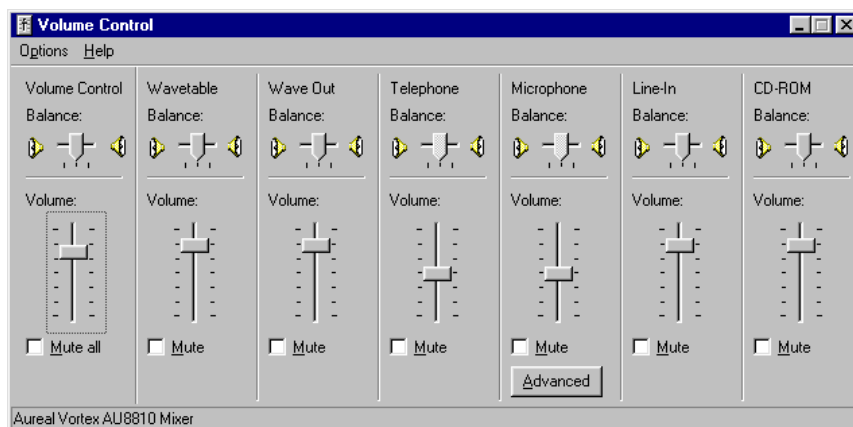 Volume Control
Options Help
Volume Control Wavetable Wave Out Telephone Microphone Line-In CD-ROM
Balance: Balance: Balance: Balance: Balance: Balance: Balance:
Volume: Volume: Volume: Volume: Volume: Volume: Volume:
Mute all Mute Mute Mute Mute Mute Mute
Advanced
Aureal Vortex AU8810 Mixer